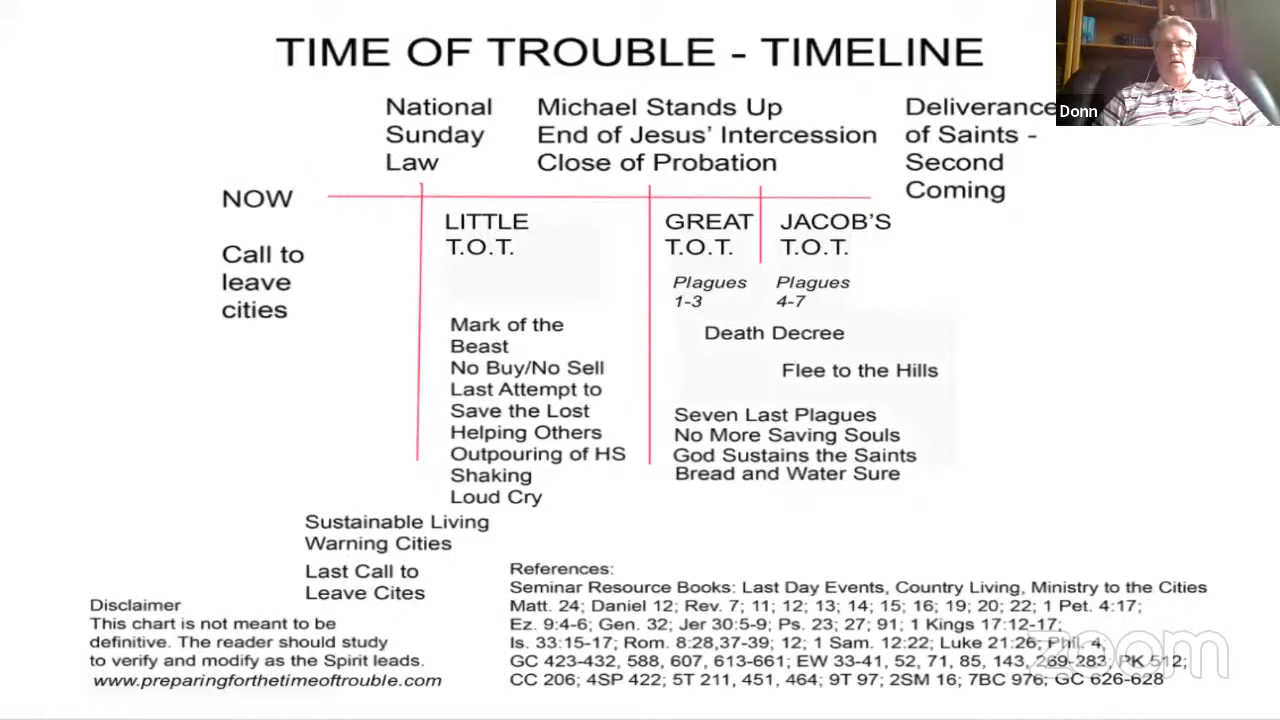 TIME OF TROUBLE - TIMELINE
Donn
National
Sunday
Law
Michael Stands Up
End of Jesus' Intercession
Close of Probation
Deliverance
of Saints -
Second
Coming
NOW
Call to
leave
cities
LITTLE
T.O.T.
GREAT
T.O.T.
JACOB'S
T.O.T.
Plagues
1-3
Plagues
4-7
Death Decree
Flee to the Hills
Mark of the
Beast
No Buy/No Sell
Last Attempt to
Save the Lost
Helping Others
Outpouring of HS
Shaking
Loud Cry
Seven Last Plagues
No More Saving Souls
God Sustains the Saints
Bread and Water Sure
Sustainable Living
Warning Cities
Last Call to
Leave Cites
Disclaimer
This chart is not meant to be
definitive. The reader should study
to verify and modify as the Spirit leads.
www.preparingforthetimeoftrouble.com
References:
Seminar Resource Books: Last Day Events, Country Living, Ministry to the Cities
Matt. 24; Daniel 12; Rev. 7; 11; 12; 13; 14; 15; 16; 19; 20; 22; 1 Pet. 4:17;
Ez. 9:4-6; Gen. 32; Jer 30:5-9; Ps. 23; 27; 91; 1 Kings 17:12-17;
Is. 33:15-17; Rom. 8:28,37-39; 12; 1 Sam. 12:22; Luke 21:26; Phil. 4,
GC 423-432, 588, 607, 613-661; EW 33-41, 52, 71, 85, 143, 269-283, PK 512;
CC 206; 4SP 422; 5T 211, 451, 464; 9T 97; 2SM 16; 7BC 976; GC 626-628
zoom